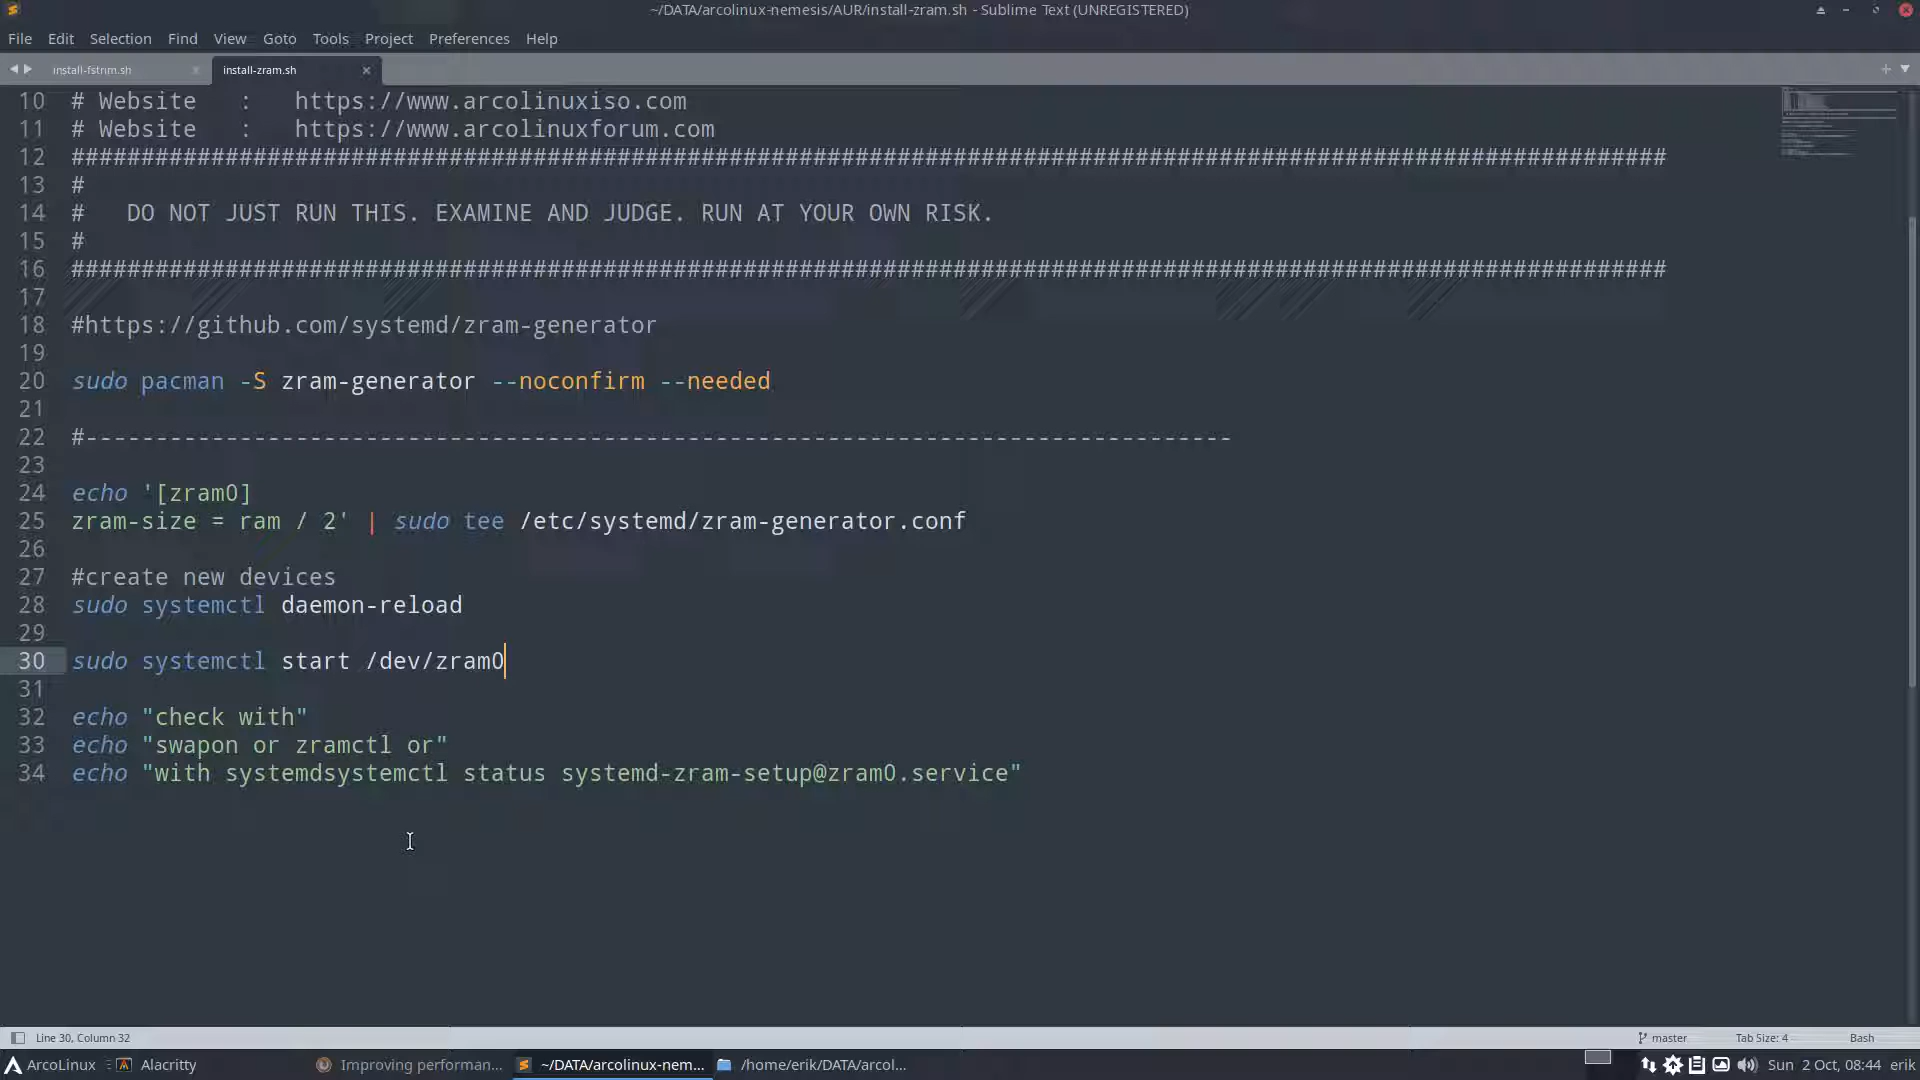 ~/DATA/arcolinux-nemesis/AUR/install-zram.sh - Sublime Text (UNREGISTERED)
File Edit Selection Find View Goto Tools Project Preferences Help
install-fstrim.sh
install-zram.sh
10 # Website   :   https://www.arcolinuxiso.com
11 # Website   :   https://www.arcolinuxforum.com
12 ##################################################################################################################
13 #
14 #   DO NOT JUST RUN THIS. EXAMINE AND JUDGE. RUN AT YOUR OWN RISK.
15 #
16 ##################################################################################################################
17
18 #https://github.com/systemd/zram-generator
19
20 sudo pacman -S zram-generator --noconfirm --needed
21
22 #----------------------------------------------------------------------------------
23
24 echo '[zram0]
25 zram-size = ram / 2' | sudo tee /etc/systemd/zram-generator.conf
26
27 #create new devices
28 sudo systemctl daemon-reload
29
30 sudo systemctl start /dev/zram0
31
32 echo "check with"
33 echo "swapon or zramctl or"
34 echo "with systemdsystemctl status systemd-zram-setup@zram0.service"
Line 30, Column 32
master
Tab Size: 4
Bash
ArcoLinux
Alacritty
Improving performan...
~/DATA/arcolinux-nem...
/home/erik/DATA/arcol...
Sun 2 Oct, 08:44
erik